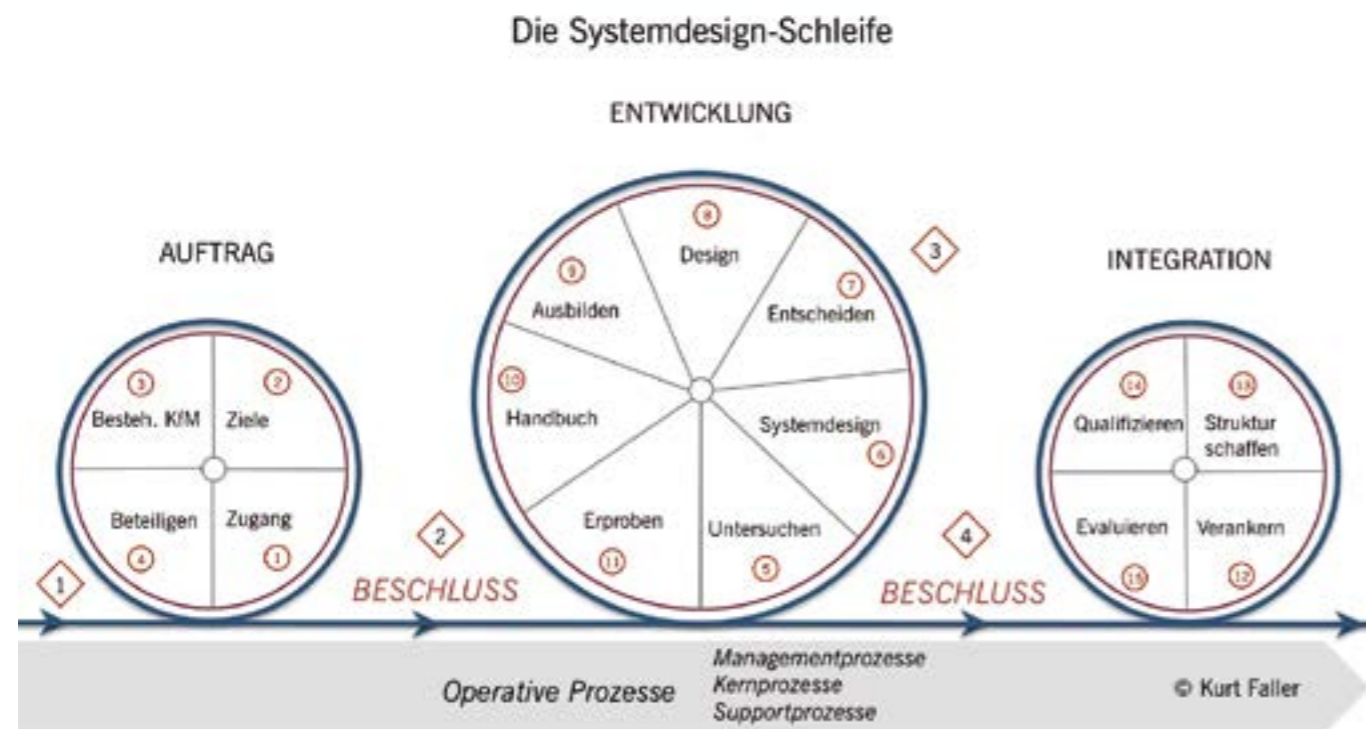 Die Systemdesign-Schleife
AUFTRAG
3
Besteh. KfM
2
Ziele
Beteiligen
4
Zugang
1
1
2
BESCHLUSS
ENTWICKLUNG
8
Design
9
Ausbilden
7
Entscheiden
10
Handbuch
Systemdesign
6
Erproben
11
Untersuchen
5
3
4
BESCHLUSS
INTEGRATION
14
Qualifizieren
13
Struktur
schaffen
Evaluieren
15
Verankern
12
Operative Prozesse
Managementprozesse
Kernprozesse
Supportprozesse
© Kurt Faller